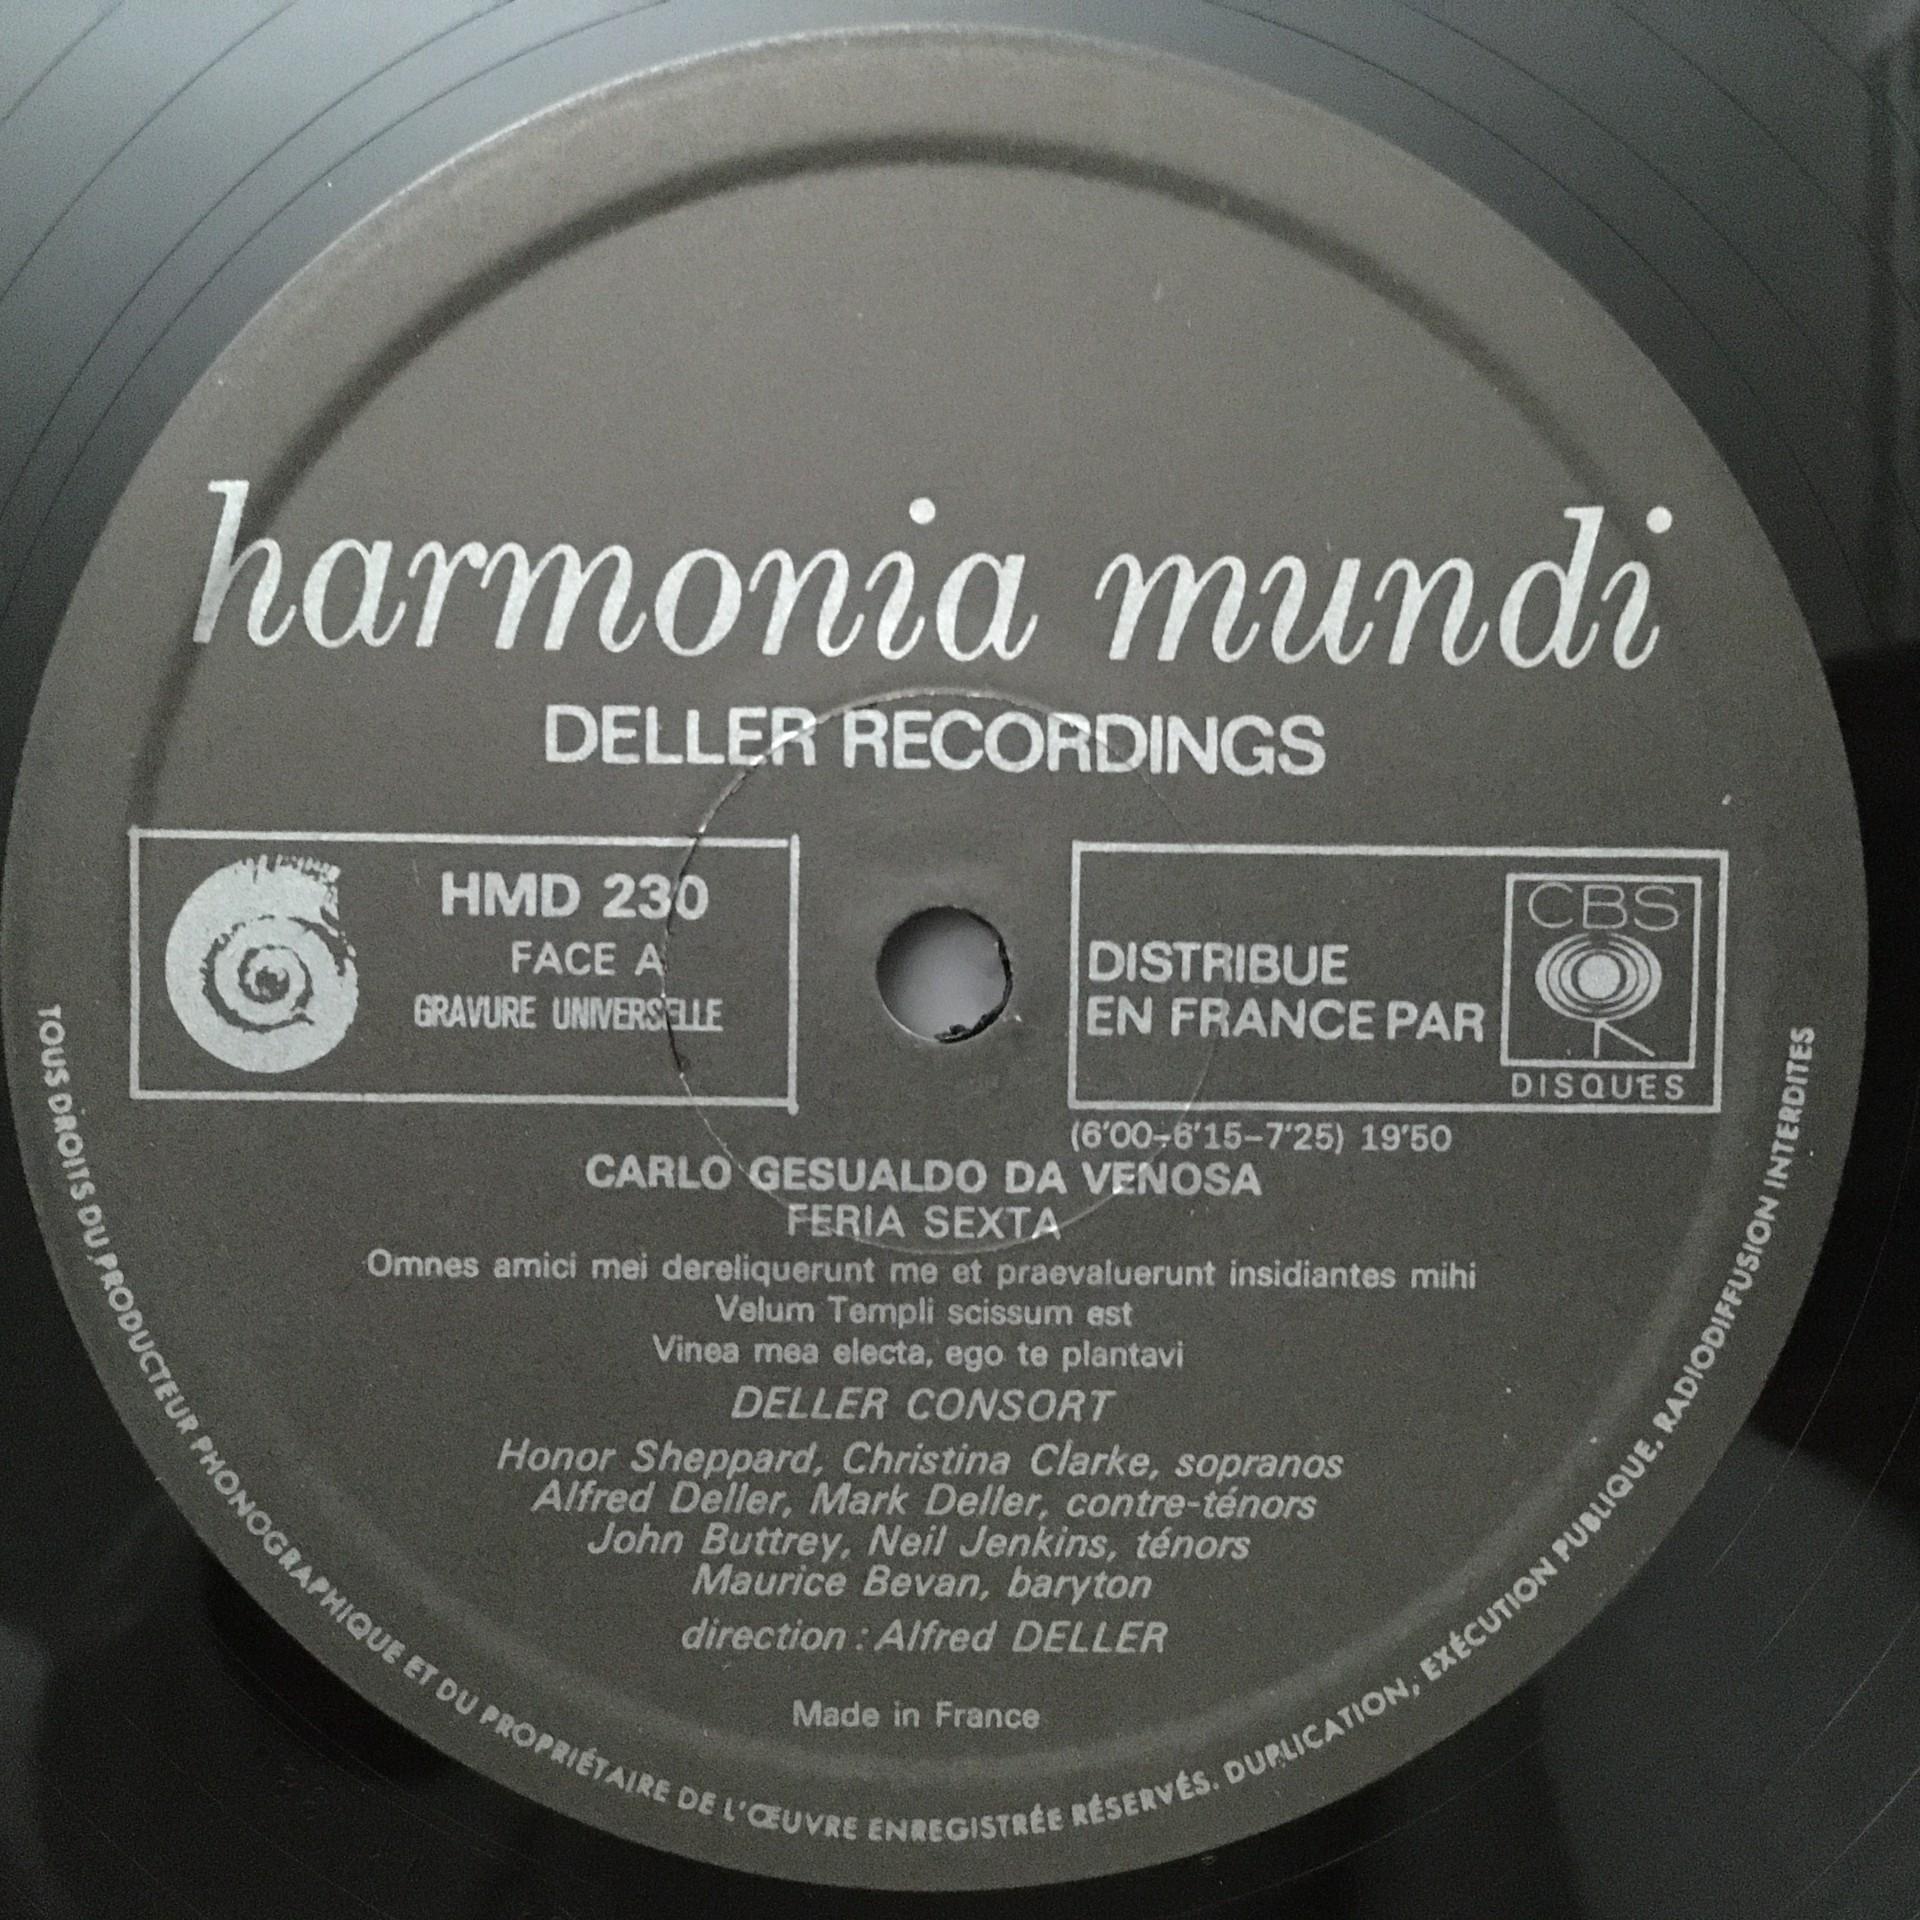 harmonia mundi
DELLER RECORDINGS
HMD 230
FACE A
GRAVURE UNIVERSELLE
DISTRIBUE
EN FRANCE PAR
CBS
DISQUES
(6'00–6'15–7'25) 19'50
CARLO GESUALDO DA VENOSA
FERIA SEXTA
Omnes amici mei dereliquerunt me et praevaluerunt insidiantes mihi
Velum Templi scissum est
Vinea mea electa, ego te plantavi
DELLER CONSORT
Honor Sheppard, Christina Clarke, sopranos
Alfred Deller, Mark Deller, contre-ténors
John Buttrey, Neil Jenkins, ténors
Maurice Bevan, baryton
direction : Alfred DELLER
Made in France
TOUS DROITS DU PRODUCTEUR PHONOGRAPHIQUE ET DU PROPRIÉTAIRE DE L'ŒUVRE ENREGISTRÉE RÉSERVÉS. DUPLICATION, EXÉCUTION PUBLIQUE, RADIODIFFUSION INTERDITES